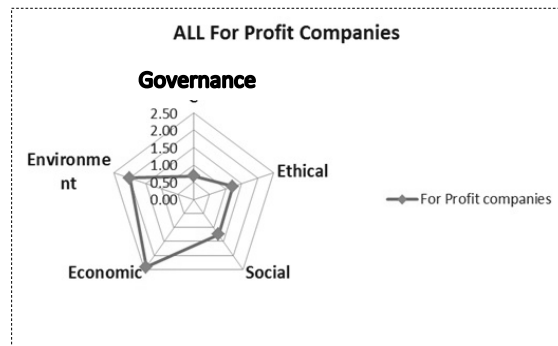 ALL For Profit Companies
Governance
2.50
2.00
1.50
1.00
0.50
0.00
Environme
nt
Ethical
For Profit companies
Economic
Social